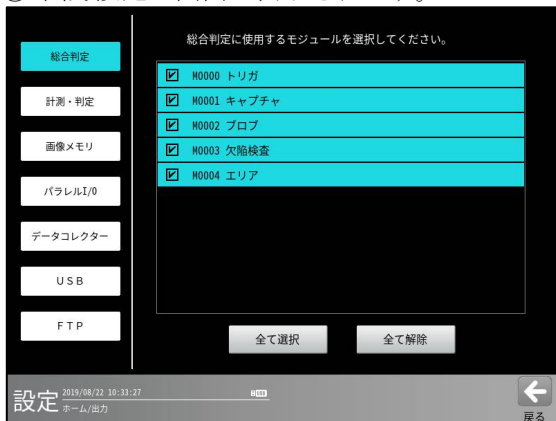 総合判定に使用するモジュールを選択してください。
総合判定
計測・判定
画像メモリ
パラレルI/O
データコレクター
USB
FTP
M0000 トリガ
M0001 キャプチャ
M0002 ブロブ
M0003 欠陥検査
M0004 エリア
全て選択
全て解除
設定
2019/08/22 10:33:27
ホーム/出力
戻る